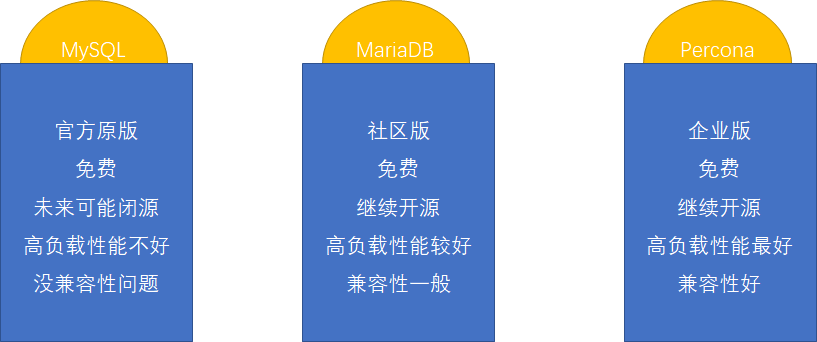 MySQL
官方原版
免费
未来可能闭源
高负载性能不好
没兼容性问题
MariaDB
社区版
免费
继续开源
高负载性能较好
兼容性一般
Percona
企业版
免费
继续开源
高负载性能最好
兼容性好